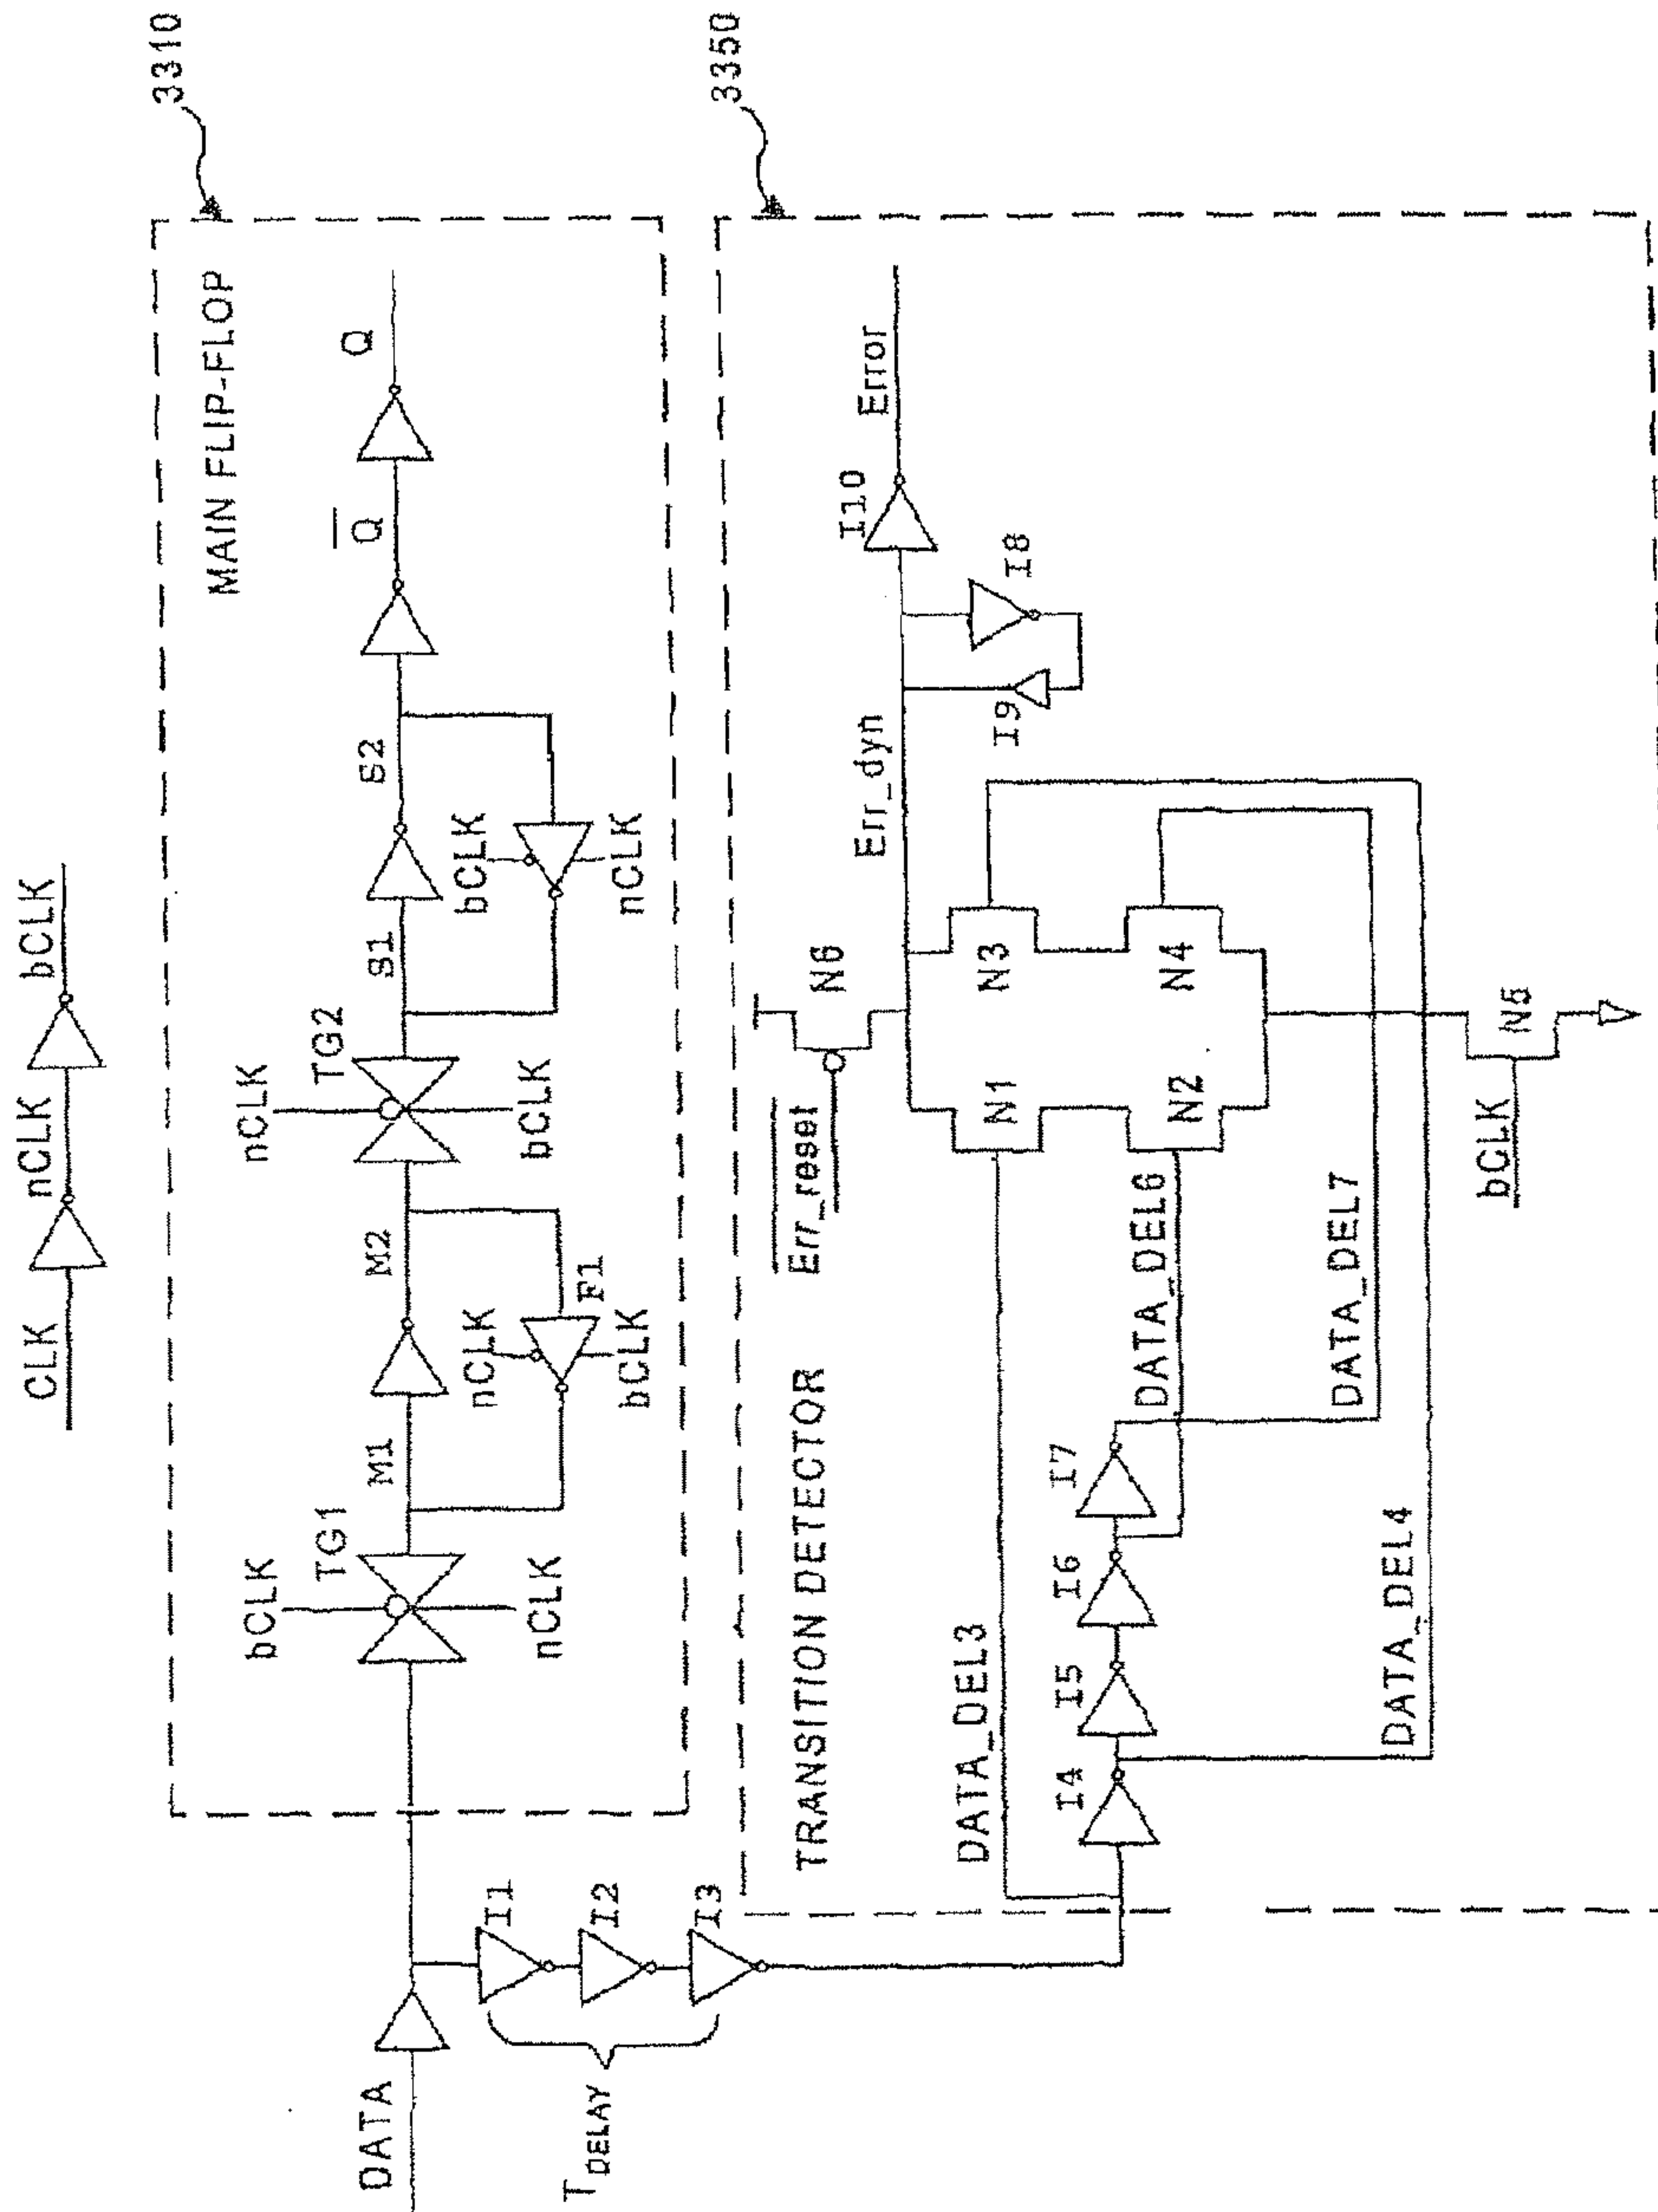 CLK
nCLK
bCLK
3310
MAIN FLIP-FLOP
DATA
bCLK
TG1
nCLK
M1
M2
nCLK
F1
bCLK
nCLK
TG2
bCLK
S1
S2
bCLK
nCLK
Q
Q
T DELAY
I1
I2
I3
3350
TRANSITION DETECTOR
DATA_DEL3
I4
I5
I6
I7
DATA_DEL4
DATA_DEL6
DATA_DEL7
Err_reset
N6
N1
N2
N3
N4
N5
bCLK
Err_dyn
I9
I8
I10
Error